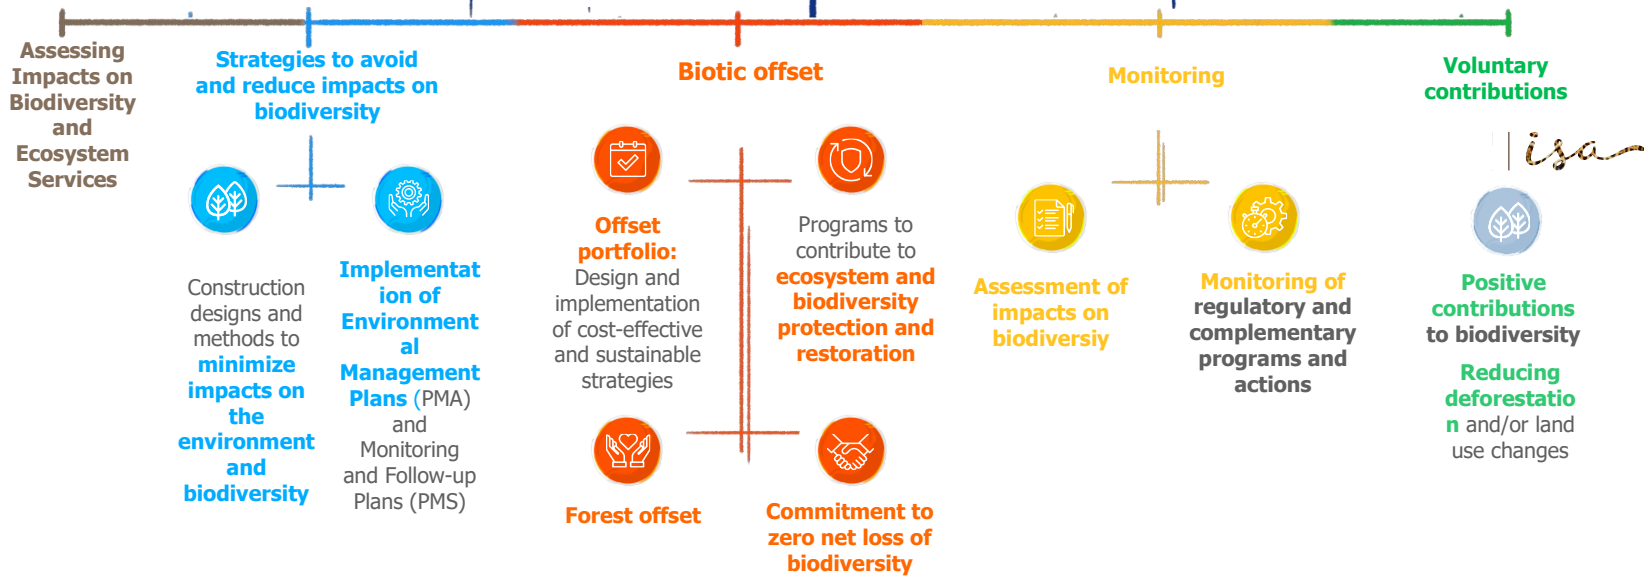 Assessing
Impacts on
Biodiversity
and
Ecosystem
Services
Strategies to avoid
and reduce impacts on
biodiversity
Construction
designs and
methods to
minimize
impacts on
the
environment
and
biodiversity
Implementat
ion of
Environment
al
Management
Plans (PMA)
and
Monitoring
and Follow-up
Plans (PMS)
Biotic offset
Offset
portfolio:
Design and
implementation
of cost-effective
and sustainable
strategies
Programs to
contribute to
ecosystem and
biodiversity
protection and
restoration
Forest offset
Commitment to
zero net loss of
biodiversity
Monitoring
Assessment of
impacts on
biodiversiy
Monitoring of
regulatory and
complementary
programs and
actions
Voluntary
contributions
isa
Positive
contributions
to biodiversity
Reducing
deforestatio
n and/or land
use changes